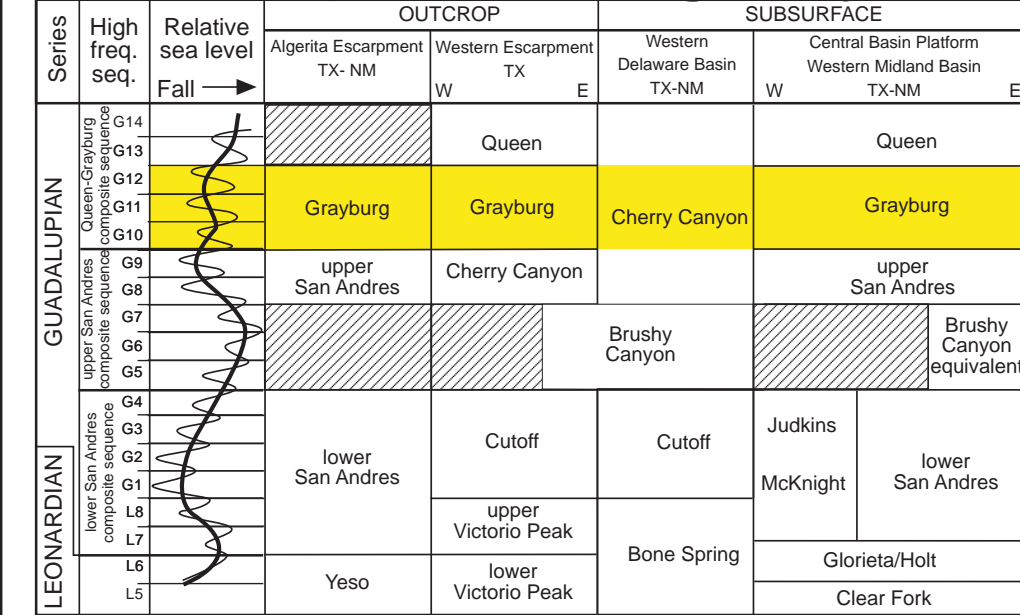 Series
High
freq.
seq.
Relative
sea level
Fall
OUTCROP
SUBSURFACE
Algerita Escarpment
TX- NM
Western Escarpment
TX
W E
Western
Delaware Basin
TX-NM
Central Basin Platform
Western Midland Basin
W TX-NM E
GUADALUPIAN
LEONARDIAN
Queen-Grayburg
composite sequence
upper San Andres
composite sequence
lower San Andres
composite sequence
G14
G13
G12
G11
G10
G9
G8
G7
G6
G5
G4
G3
G2
G1
L8
L7
L6
L5
Grayburg
upper
San Andres
lower
San Andres
Yeso
Queen
Grayburg
Cherry Canyon
Cutoff
upper
Victorio Peak
lower
Victorio Peak
Cherry Canyon
Brushy
Canyon
Cutoff
Bone Spring
Queen
Grayburg
upper
San Andres
Brushy
Canyon
equivalent
Judkins
McKnight
lower
San Andres
Glorieta/Holt
Clear Fork